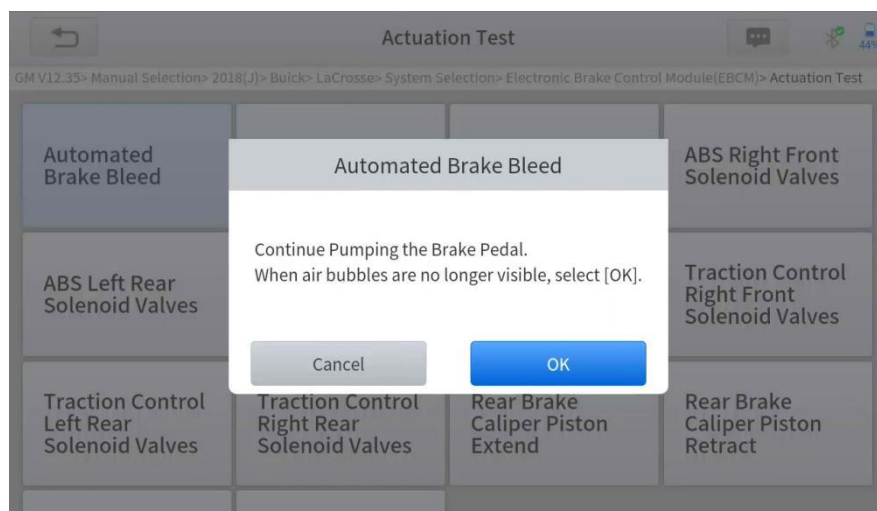 Actuation Test
44%
GM V12.35> Manual Selection> 2018(J)> Buick> LaCrosse> System Selection> Electronic Brake Control Module(EBCM)> Actuation Test
Automated
Brake Bleed
Automated Brake Bleed
ABS Right Front
Solenoid Valves
Continue Pumping the Brake Pedal.
When air bubbles are no longer visible, select [OK].
ABS Left Rear
Solenoid Valves
Traction Control
Right Front
Solenoid Valves
Cancel
OK
Traction Control
Left Rear
Solenoid Valves
Traction Control
Right Rear
Solenoid Valves
Rear Brake
Caliper Piston
Extend
Rear Brake
Caliper Piston
Retract